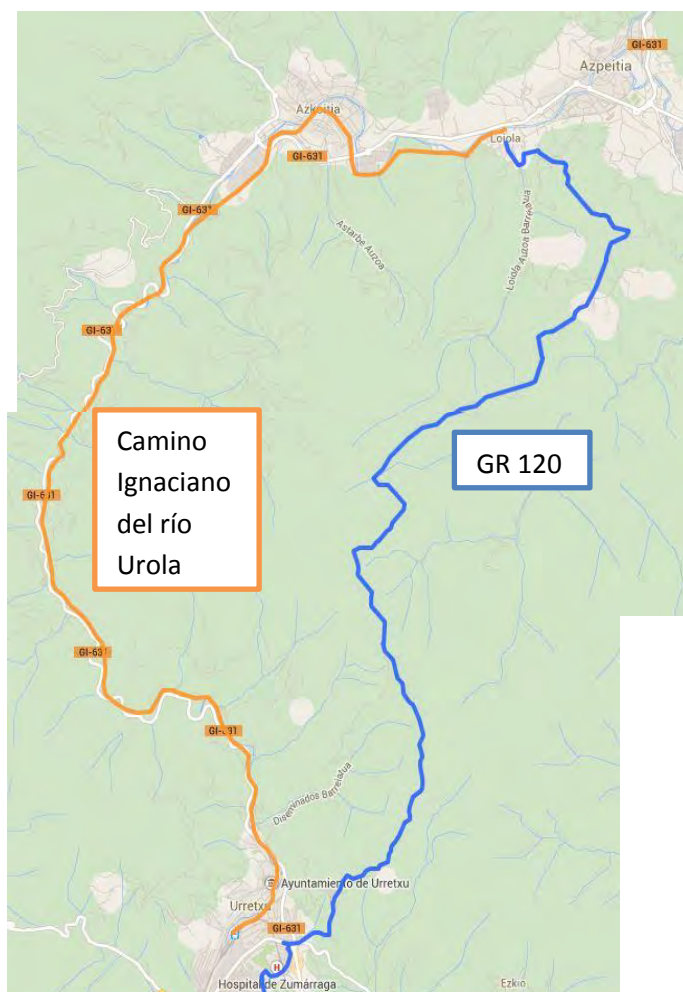 GI-631
Azpeitia
Azkoitia
Loiola
GI-631
GI-631
Astarbe Auzoa
Loiola Auzoa Barreiatua
GI-631
Camino
Ignaciano
del río
Urola
GR 120
GI-631
GI-631
GI-631
Diseminados Barreiatua
Ayuntamiento de Urretxu
Urretxu
GI-631
H
Hospital de Zumárraga
Ezkio